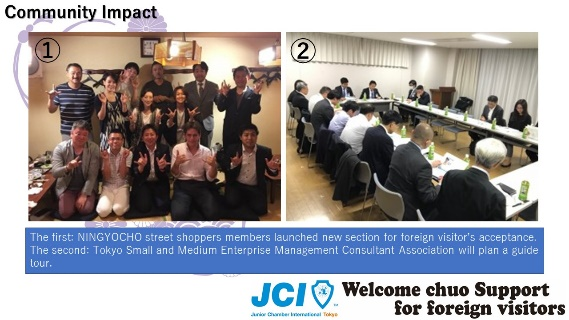 Community Impact
①
②
The first: NINGYOCHO street shoppers members launched new section for foreign visitor's acceptance.
The second: Tokyo Small and Medium Enterprise Management Consultant Association will plan a guide
tour.
JCI
Junior Chamber International Tokyo
Welcome chuo Support
for foreign visitors